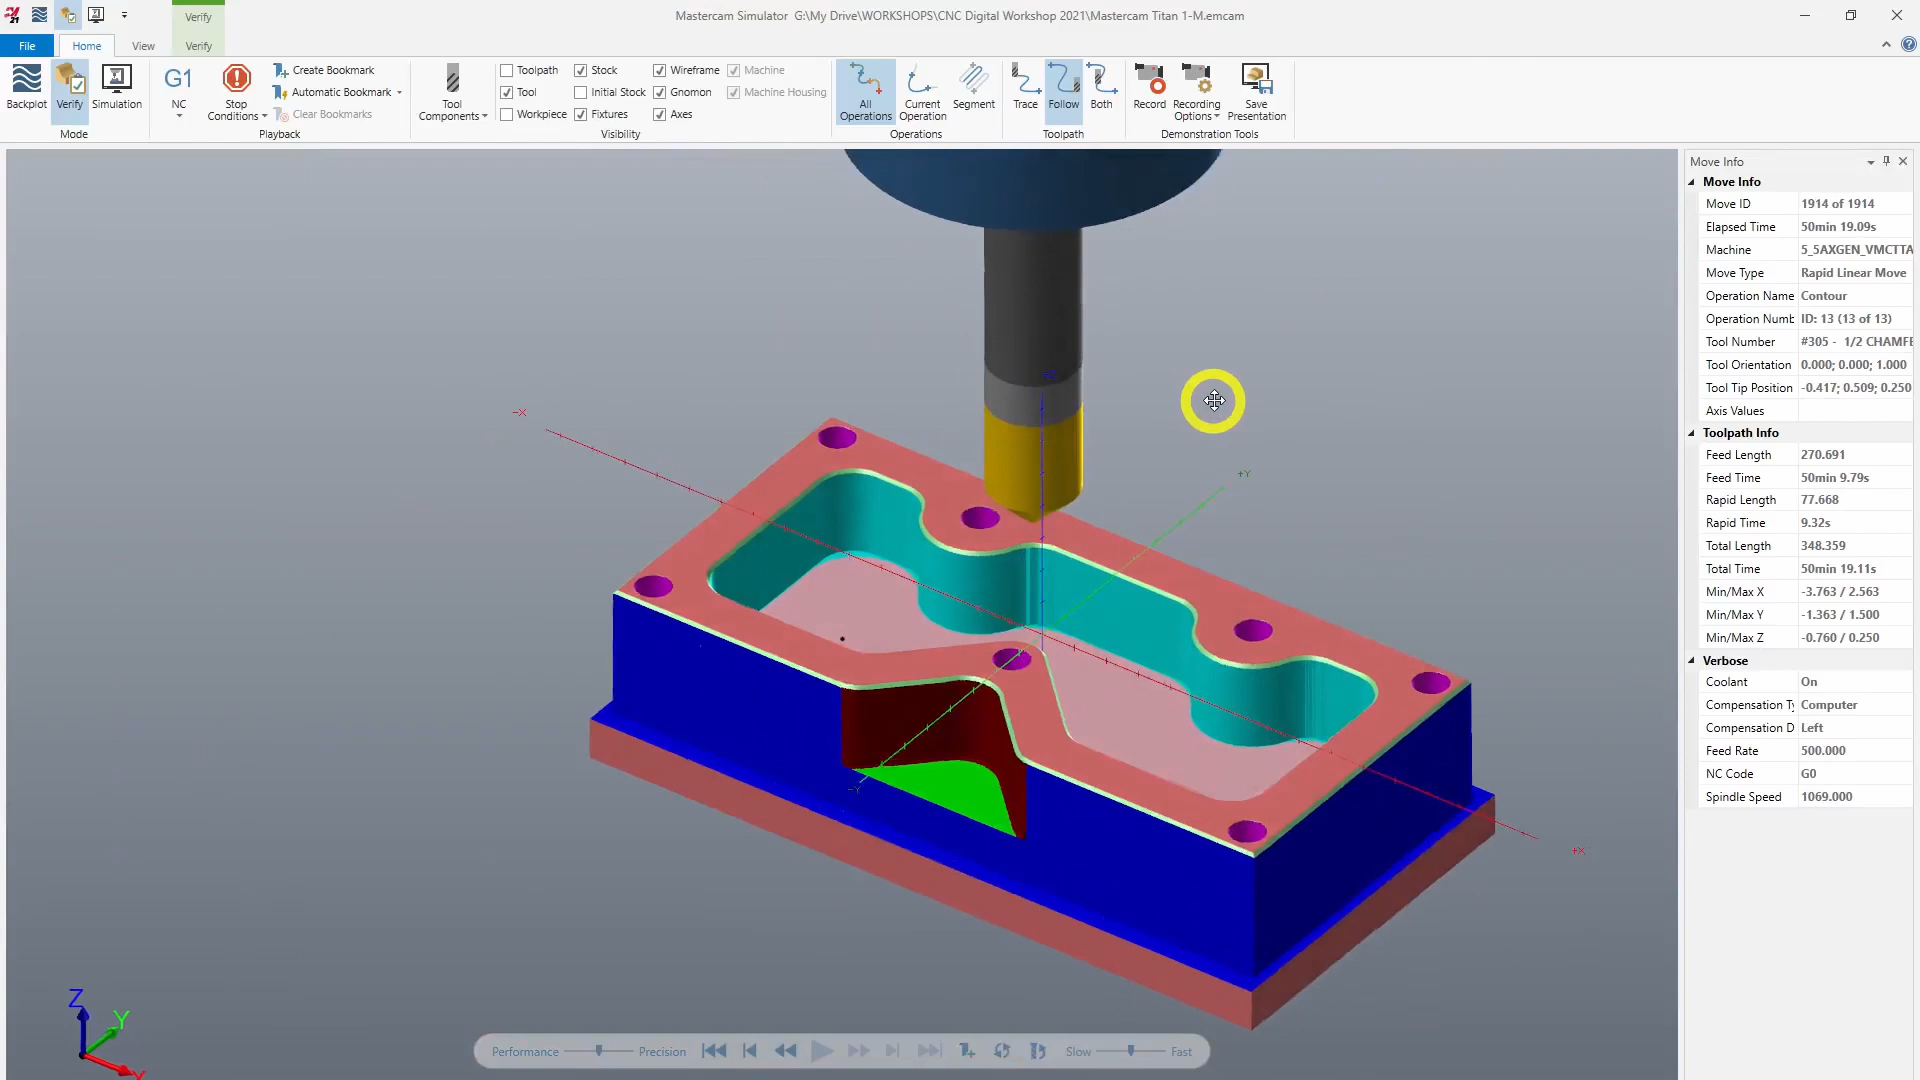 21
Verify
Mastercam Simulator G:\My Drive\WORKSHOPS\CNC Digital Workshop 2021\Mastercam Titan 1-M.emcam
File
Home
View
Verify
Backplot
Verify
Simulation
Mode
G1
NC
Stop
Conditions
Create Bookmark
Automatic Bookmark
Clear Bookmarks
Playback
Tool
Components
Toolpath
Stock
Wireframe
Machine
Tool
Initial Stock
Gnomon
Machine Housing
Workpiece
Fixtures
Axes
Visibility
All
Operations
Current
Operation
Segment
Operations
Trace
Follow
Both
Toolpath
Record
Recording
Options
Save
Presentation
Demonstration Tools
Move Info
Move Info
Move ID 1914 of 1914
Elapsed Time 50min 19.09s
Machine 5_5AXGEN_VMCTTA
Move Type Rapid Linear Move
Operation Name Contour
Operation Numb ID: 13 (13 of 13)
Tool Number #305 - 1/2 CHAMFE
Tool Orientation 0.000; 0.000; 1.000
Tool Tip Position -0.417; 0.509; 0.250
Axis Values
Toolpath Info
Feed Length 270.691
Feed Time 50min 9.79s
Rapid Length 77.668
Rapid Time 9.32s
Total Length 348.359
Total Time 50min 19.11s
Min/Max X -3.763 / 2.563
Min/Max Y -1.363 / 1.500
Min/Max Z -0.760 / 0.250
Verbose
Coolant On
Compensation Ty Computer
Compensation D Left
Feed Rate 500.000
NC Code G0
Spindle Speed 1069.000
+Z
-X
+Y
-Y
+X
Z
Y
X
Performance
Precision
Slow
Fast